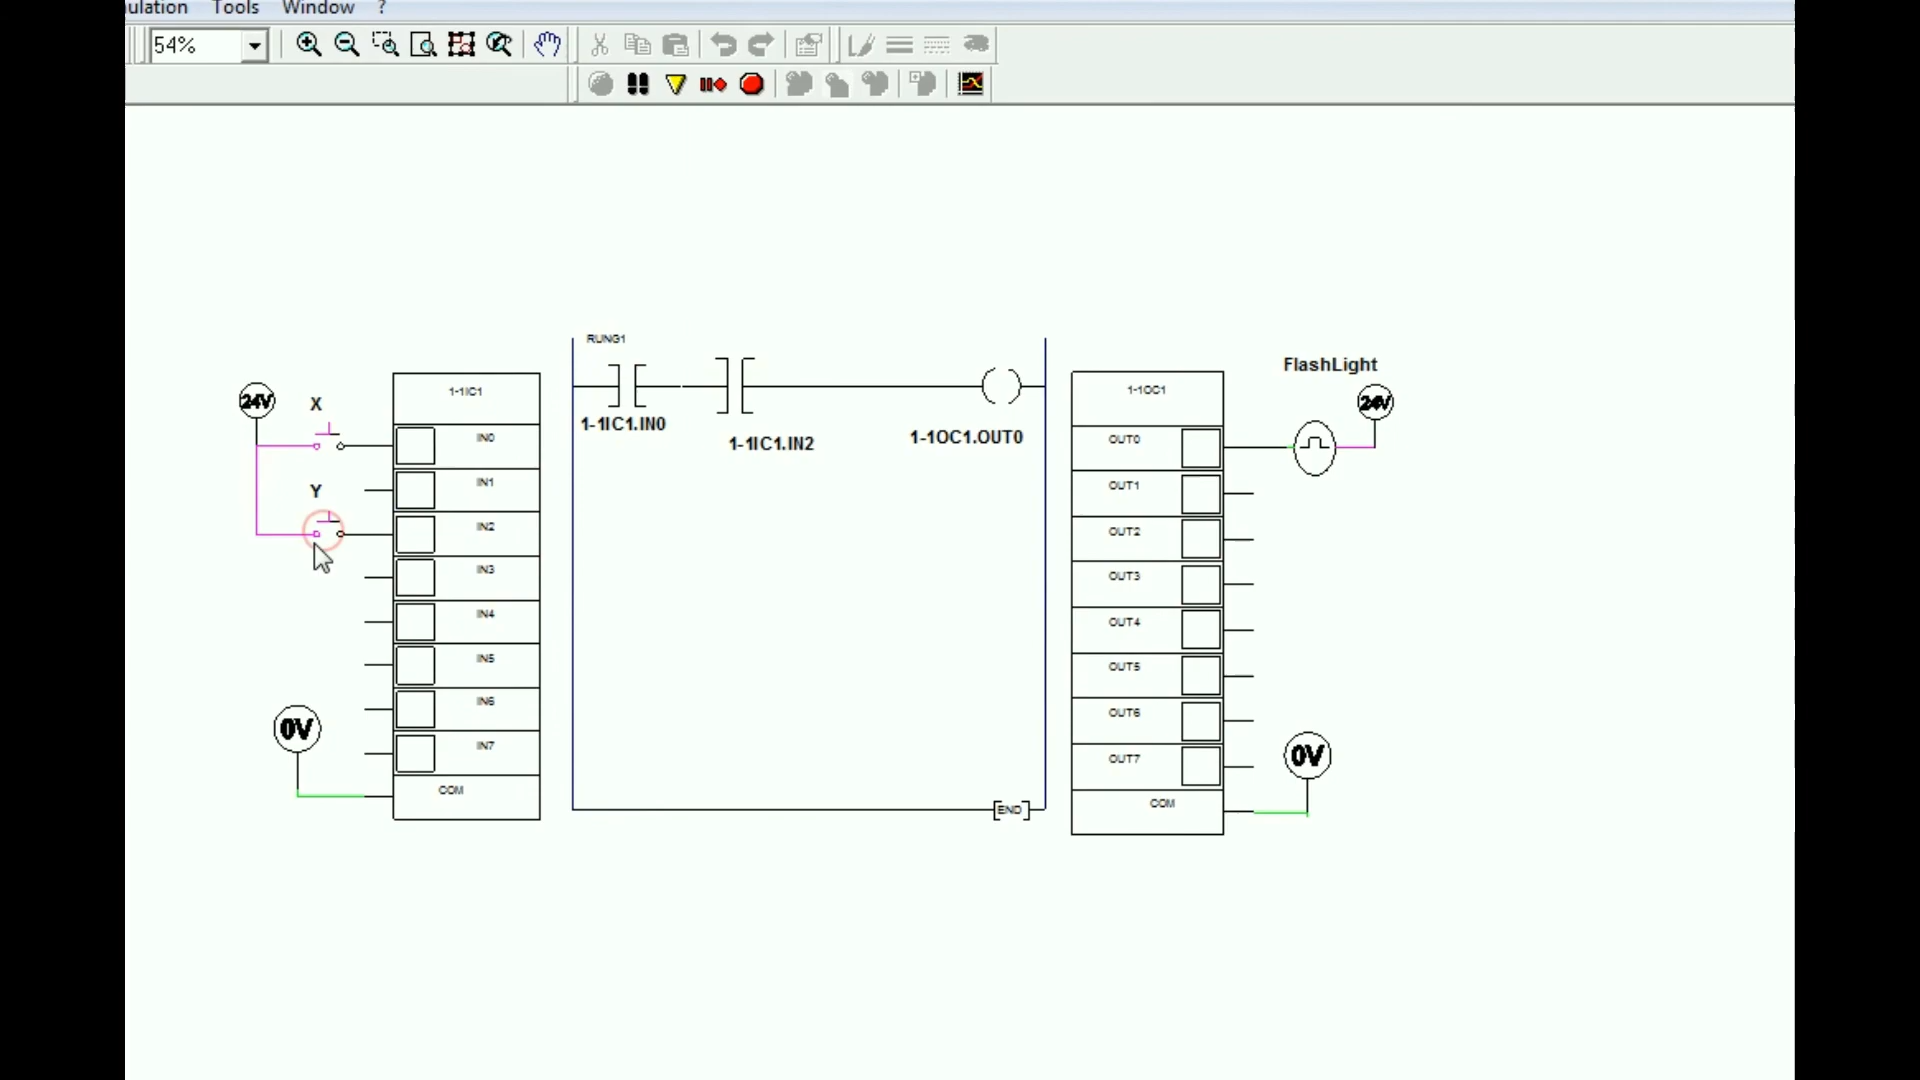 ulation Tools Window ?
54%
RUNG1
FlashLight
24V
X
1-1IC1
1-1OC1
24V
1-1IC1.IN0
1-1IC1.IN2
1-1OC1.OUT0
IN0
OUT0
Y
IN1
OUT1
IN2
OUT2
IN3
OUT3
IN4
OUT4
IN5
OUT5
IN6
OUT6
0V
IN7
OUT7
0V
COM
END
COM